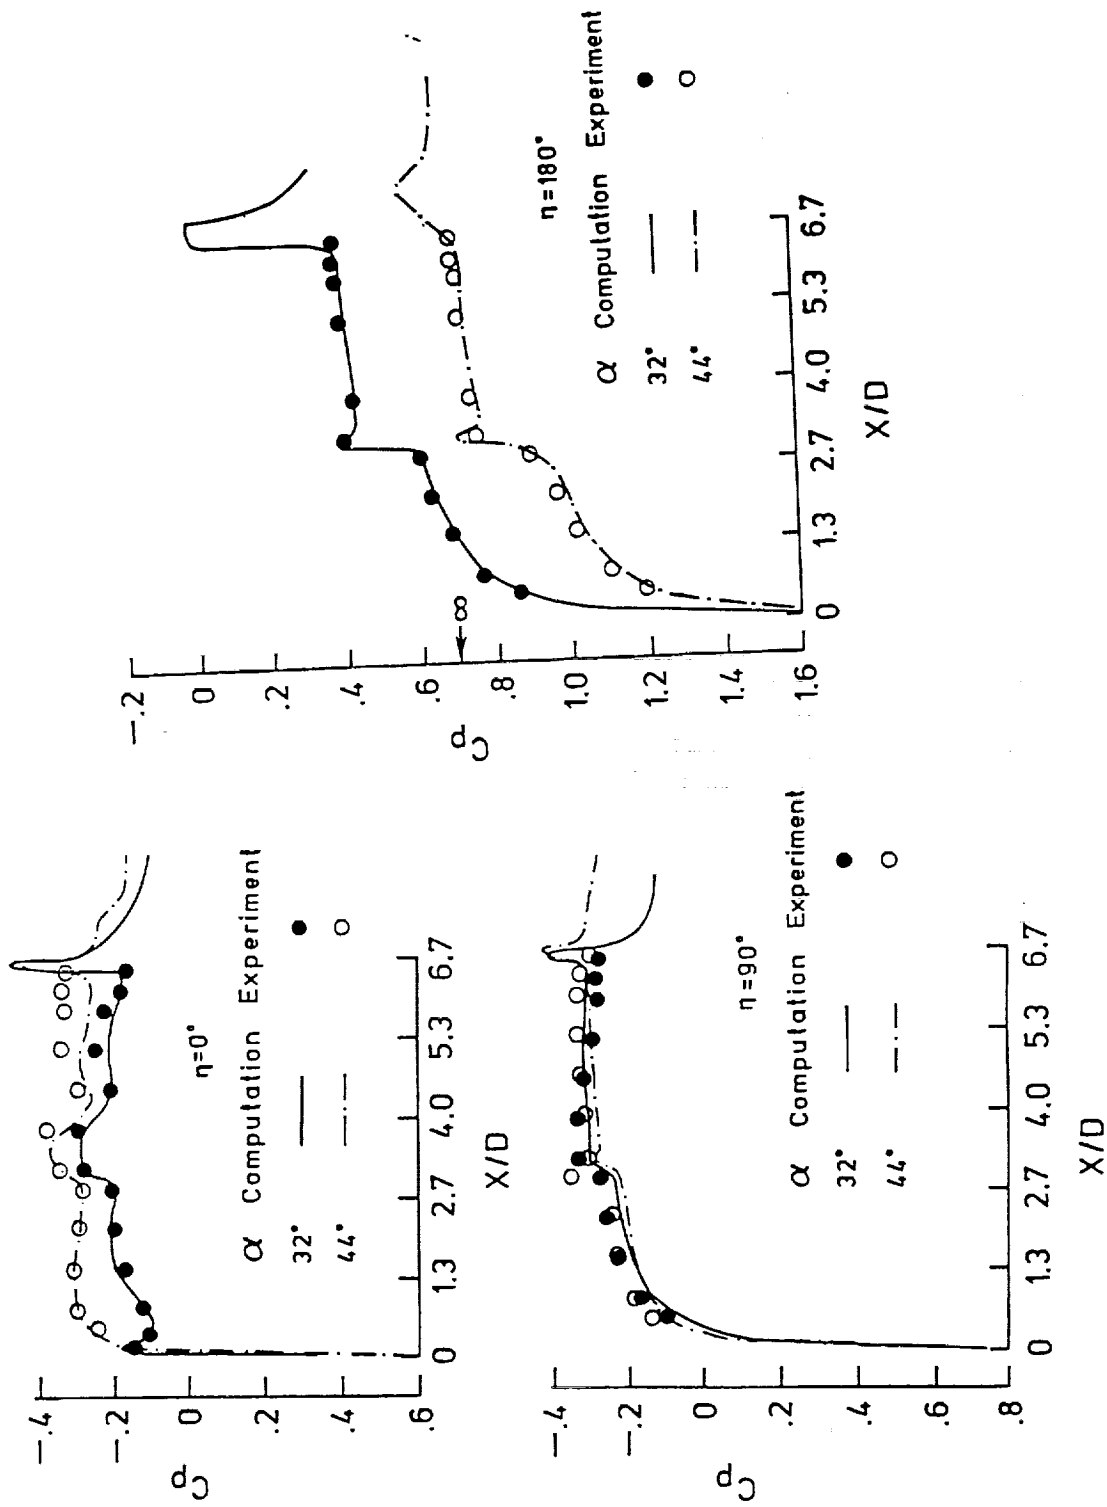 −.4
−.2
0
.2
.4
.6
Cp
η=0°
α Computation Experiment
32°
44°
0 1.3 2.7 4.0 5.3 6.7
X/D
−.4
−.2
0
.2
.4
.6
.8
Cp
η=90°
α Computation Experiment
32°
44°
0 1.3 2.7 4.0 5.3 6.7
X/D
−.2
0
.2
.4
.6
.8
1.0
1.2
1.4
1.6
Cp
∞
η=180°
α Computation Experiment
32°
44°
0 1.3 2.7 4.0 5.3 6.7
X/D